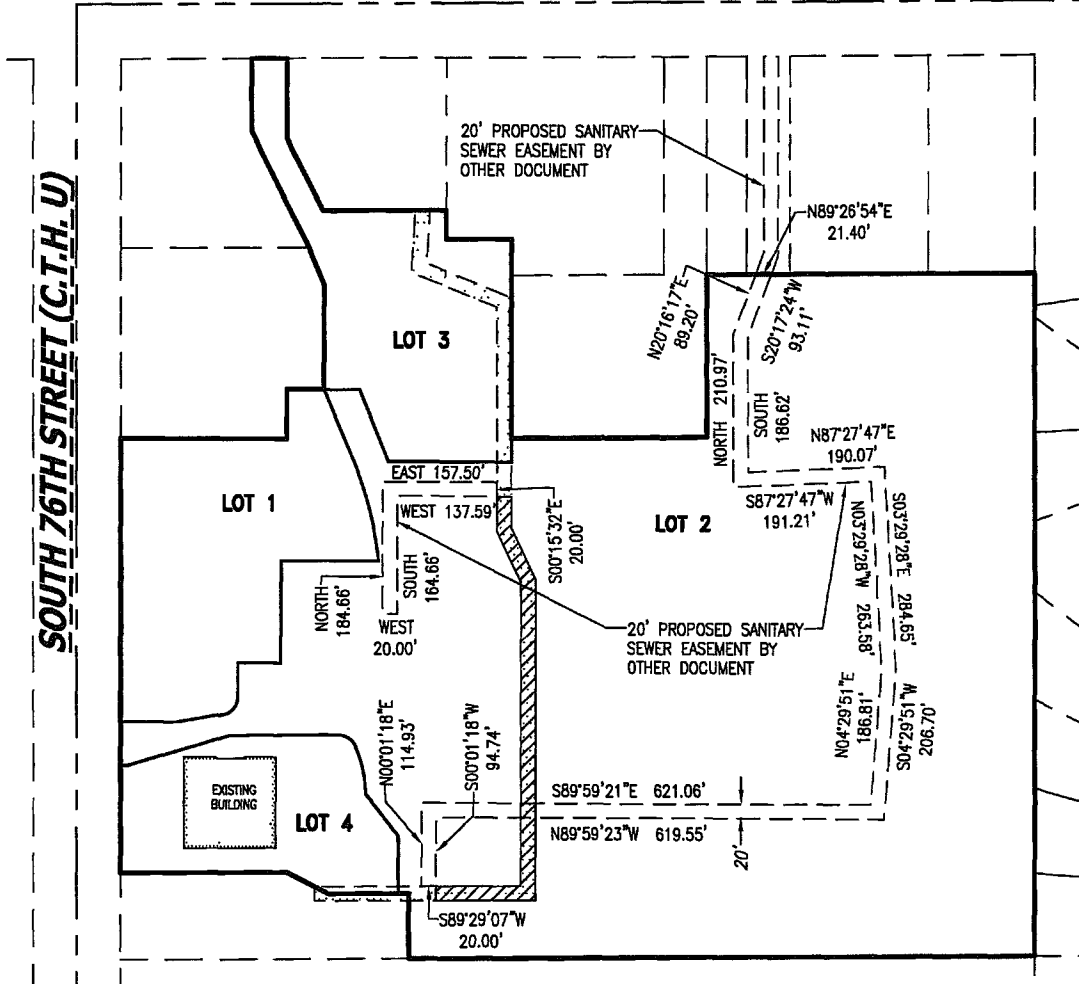 20' PROPOSED SANITARY
SEWER EASEMENT BY
OTHER DOCUMENT
N89°26'54"E
21.40'
SOUTH 76TH STREET (C.T.H. U)
N20°16'17"E
89.20'
S20°17'24"W
93.11'
LOT 3
NORTH 210.97'
SOUTH
186.62'
N87°27'47"E
190.07'
EAST 157.50'
LOT 1
WEST 137.59'
S87°27'47"W
191.21'
LOT 2
S00°15'32"E
20.00'
N03°29'28"W 263.58'
S03°29'28"E 284.65'
NORTH
184.66'
SOUTH
164.66'
WEST
20.00'
20' PROPOSED SANITARY
SEWER EASEMENT BY
OTHER DOCUMENT
N04°29'51"E
186.81'
S04°29'51"W
206.70'
N00°01'18"E
114.93'
S00°01'18"W
94.74'
EXISTING
BUILDING
LOT 4
S89°59'21"E 621.06'
N89°59'23"W 619.55'
20'
S89°29'07"W
20.00'